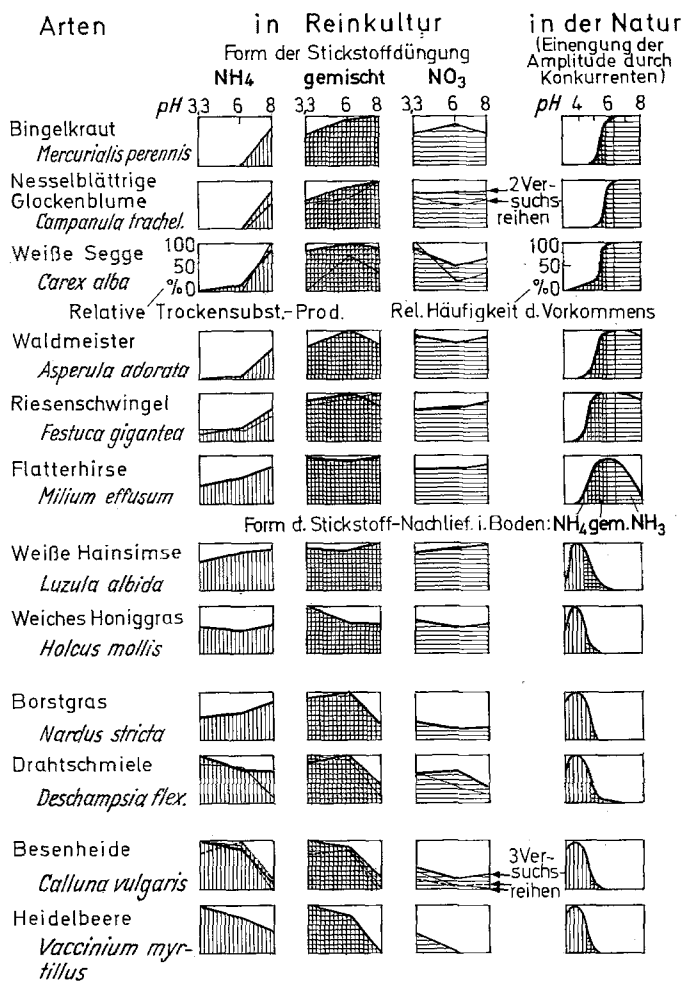 Arten in Reinkultur in der Natur
Form der Stickstoffdüngung (Einengung der
Amplitude durch
Konkurrenten)
NH4 gemischt NO3
pH 3,3 6 8 3,3 6 8 3,3 6 8 pH 4 6 8
Bingelkraut
Mercurialis perennis
Nesselblättrige
Glockenblume
Campanula trachel.
2 Ver-
suchs-
reihen
Weiße Segge
Carex alba
100
50
% 0
100
50
% 0
Relative Trockensubst.-Prod. Rel. Häufigkeit d. Vorkommens
Waldmeister
Asperula adorata
Riesenschwingel
Festuca gigantea
Flatterhirse
Milium effusum
Form d. Stickstoff-Nachlief. i. Boden: NH4 gem. NH3
Weiße Hainsimse
Luzula albida
Weiches Honiggras
Holcus mollis
Borstgras
Nardus stricta
Drahtschmiele
Deschampsia flex.
Besenheide
Calluna vulgaris
3 Ver-
suchs-
reihen
Heidelbeere
Vaccinium myr-
tillus